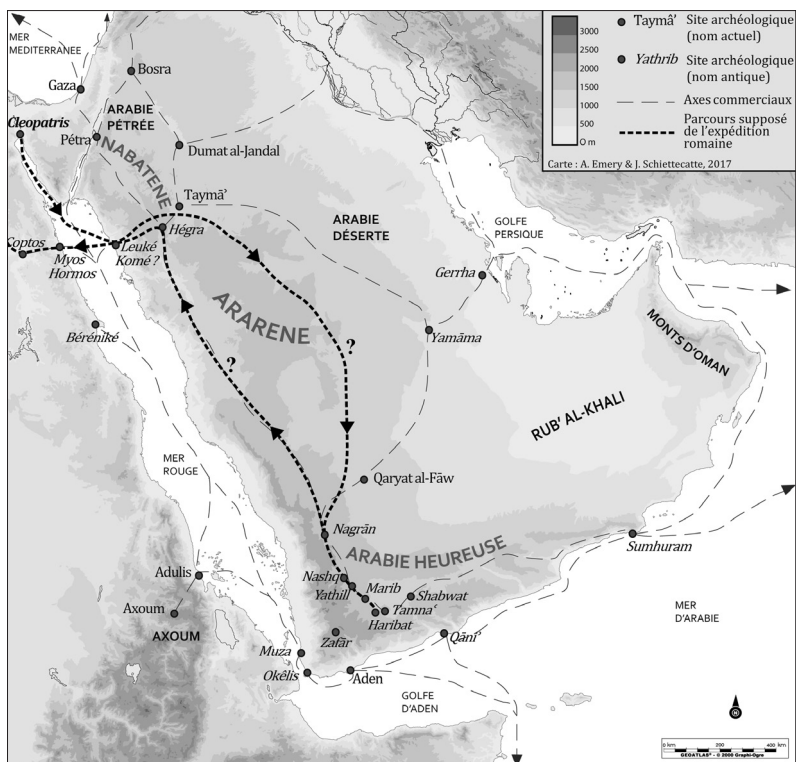 MER
MEDITERRANEE
Gaza
Bosra
ARABIE
PÉTRÉE
Cleopatris
Pétra
NABATENE
Dumat al-Jandal
Taymā’
Hégra
Leuké
Komé ?
Coptos
Myos
Hormos
Béréniké
ARABIE
DÉSERTE
GOLFE
PERSIQUE
Gerrha
ARARENE
?
?
Yamāma
MONTS D’OMAN
RUB’ AL-KHALI
MER
ROUGE
Qaryat al-Fāw
Nagrān
ARABIE HEUREUSE
Sumhuram
Adulis
Nashq
Yathill
Marib
Shabwat
Tamna‘
Haribat
Axoum
AXOUM
Zafār
Qāni’
MER
D’ARABIE
Muza
Okêlis
Aden
GOLFE
D’ADEN
3000
2500
2000
1500
1000
500
0 m
Taymâ’ Site archéologique
(nom actuel)
Yathrib Site archéologique
(nom antique)
Axes commerciaux
Parcours supposé
de l’expédition
romaine
Carte : A. Emery & J. Schiettecatte, 2017
N
0 km 200 400 km
GEOATLAS® - © 2000 Graphi-Ogre